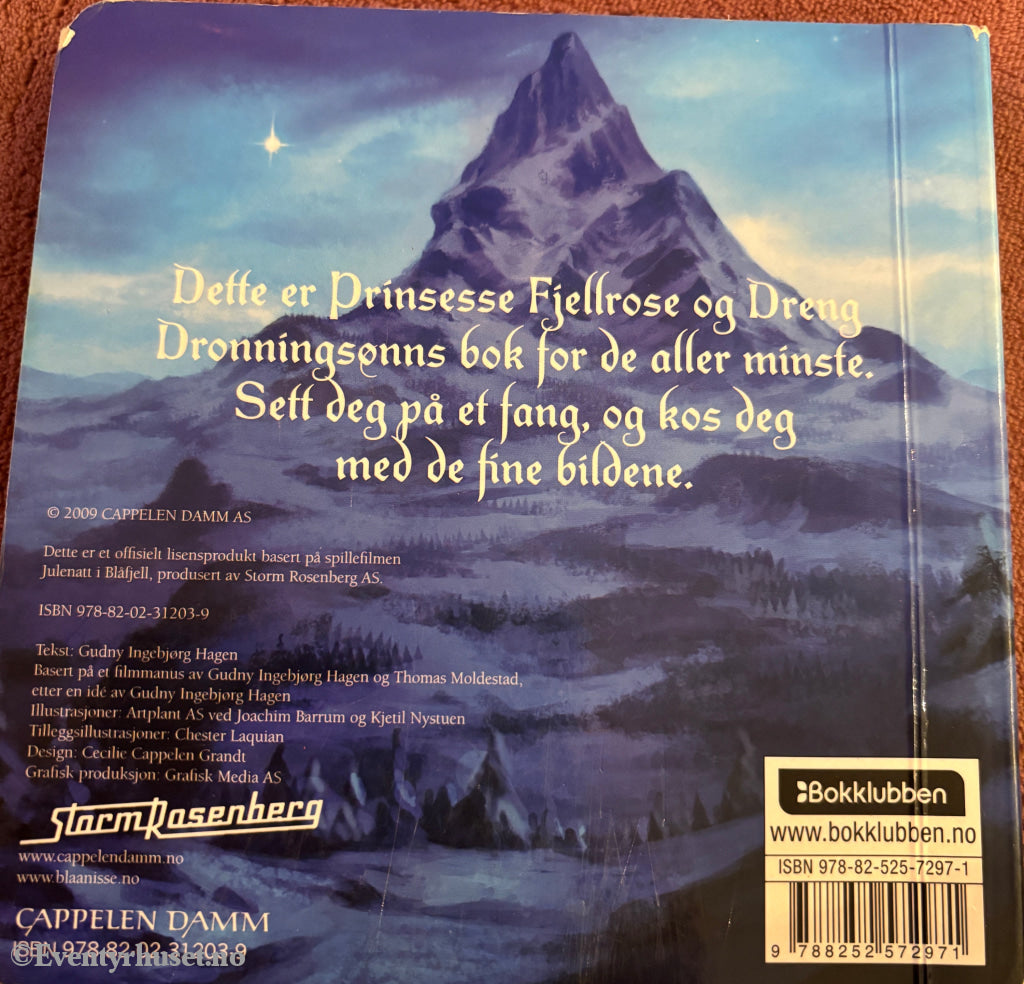 Dette er Prinsesse Fjellrose og Dreng
Dronningsønns bok for de aller minste.
Sett deg på et fang, og kos deg
med de fine bildene.
© 2009 CAPPELEN DAMM AS
Dette er et offisielt lisensprodukt basert på spillefilmen
Julenatt i Blåfjell, produsert av Storm Rosenberg AS.
ISBN 978-82-02-31203-9
Tekst: Gudny Ingebjørg Hagen
Basert på et filmmanus av Gudny Ingebjørg Hagen og Thomas Moldestad,
etter en idé av Gudny Ingebjørg Hagen
Illustrasjoner: Artplant AS ved Joachim Barrum og Kjetil Nystuen
Tilleggsillustrasjoner: Chester Laquian
Design: Cecilie Cappelen Grandt
Grafisk produksjon: Grafisk Media AS
StormRosenberg
www.cappelendamm.no
www.blaanisse.no
CAPPELEN DAMM
ISBN 978-82-02-31203-9
©Eventyrhuset.no
Bokklubben
www.bokklubben.no
ISBN 978-82-525-7297-1
9 788252 572971